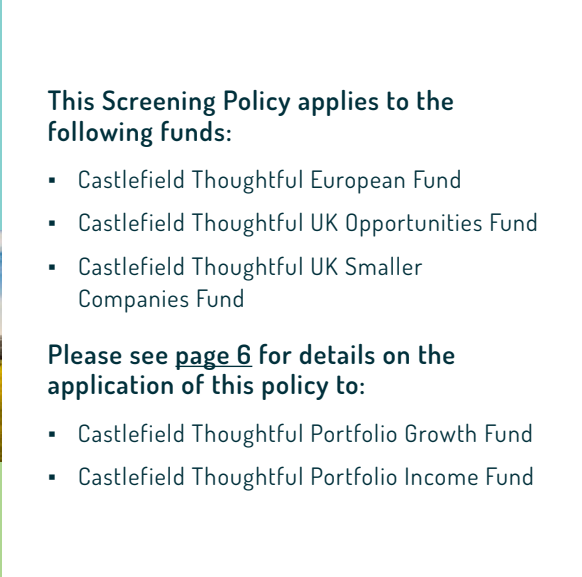 This Screening Policy applies to the
following funds:
▪ Castlefield Thoughtful European Fund
▪ Castlefield Thoughtful UK Opportunities Fund
▪ Castlefield Thoughtful UK Smaller
Companies Fund
Please see page 6 for details on the
application of this policy to:
▪ Castlefield Thoughtful Portfolio Growth Fund
▪ Castlefield Thoughtful Portfolio Income Fund